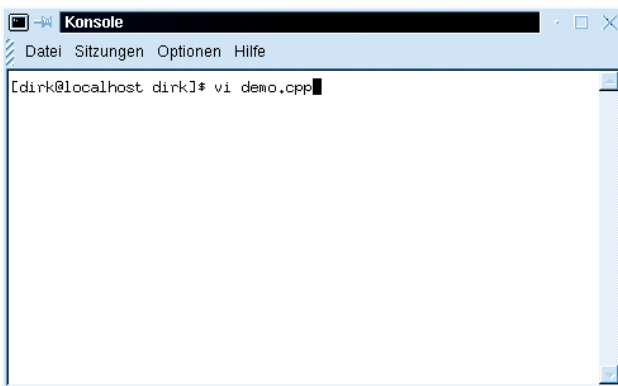 Konsole
Datei Sitzungen Optionen Hilfe
[dirk@localhost dirk]$ vi demo.cpp